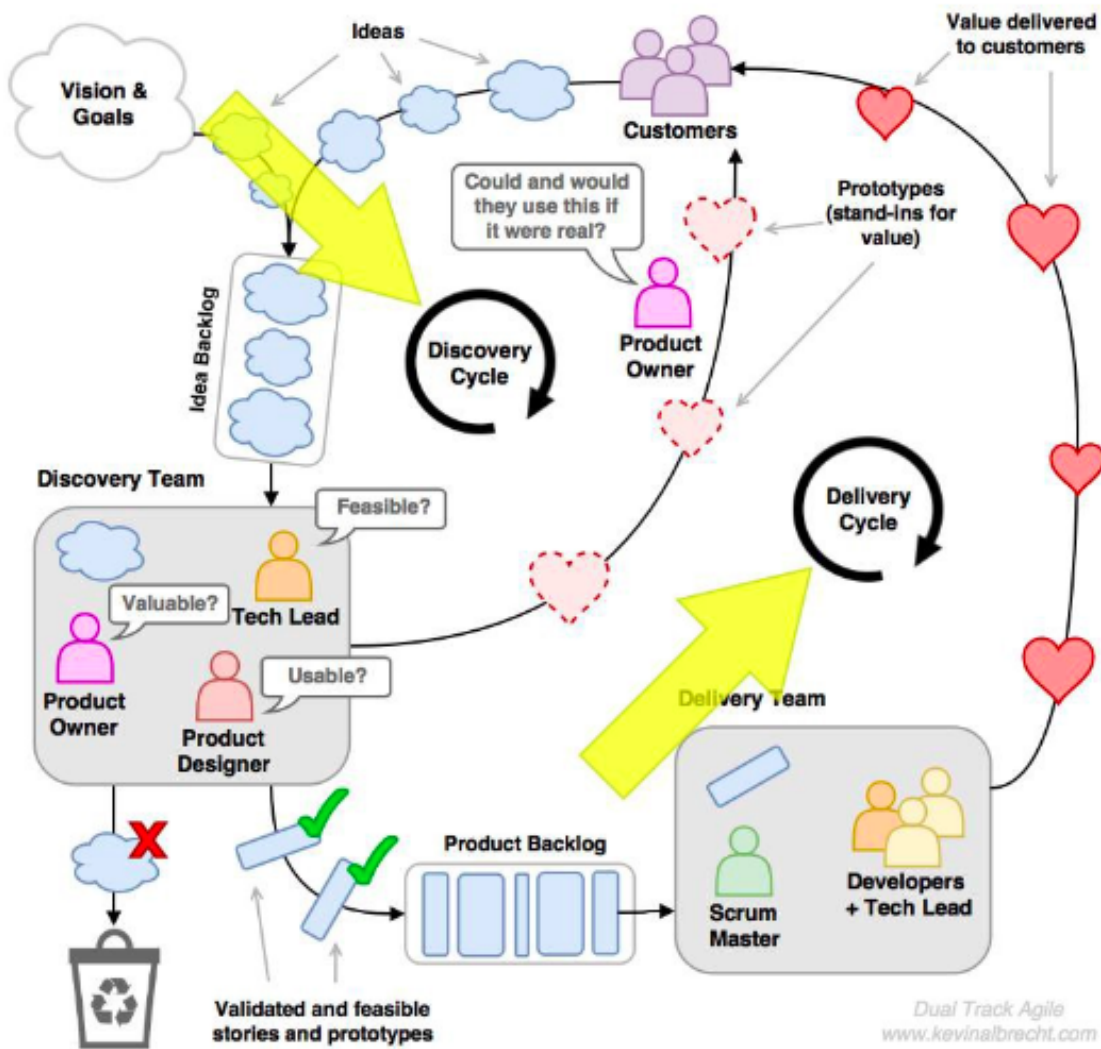 Ideas
Value delivered
to customers
Vision &
Goals
Customers
Could and would
they use this if
it were real?
Prototypes
(stand-ins for
value)
Idea Backlog
Discovery
Cycle
Product
Owner
Discovery Team
Feasible?
Delivery
Cycle
Valuable?
Tech Lead
Usable?
Product
Owner
Product
Designer
Delivery Team
Product Backlog
Scrum
Master
Developers
+ Tech Lead
Validated and feasible
stories and prototypes
Dual Track Agile
www.kevinalbrecht.com